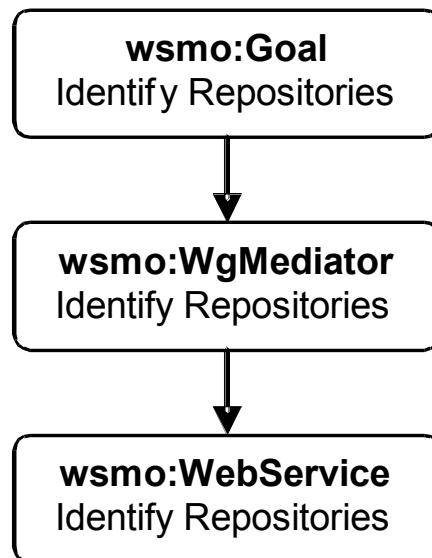 wsmo:Goal
Identify Repositories
wsmo:WgMediator
Identify Repositories
wsmo:WebService
Identify Repositories